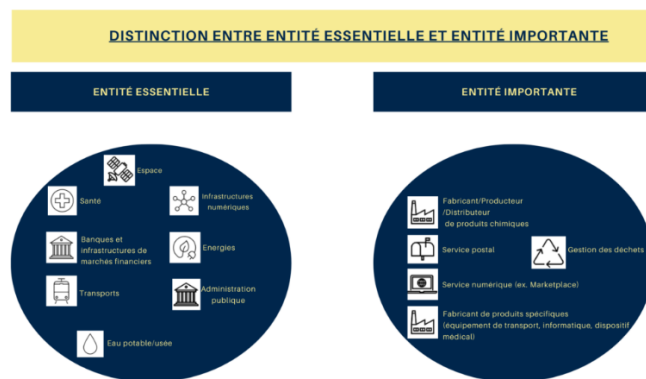 DISTINCTION ENTRE ENTITÉ ESSENTIELLE ET ENTITÉ IMPORTANTE
ENTITÉ ESSENTIELLE
Espace
Santé
Infrastructures
numériques
Banques et
infrastructures de
marchés financiers
Energies
Transports
Administration
publique
Eau potable/usée
ENTITÉ IMPORTANTE
Fabricant/Producteur
/Distributeur
de produits chimiques
Service postal
Gestion des déchets
Service numérique (ex. Marketplace)
Fabricant de produits spécifiques
(équipement de transport, informatique, dispositif
médical)